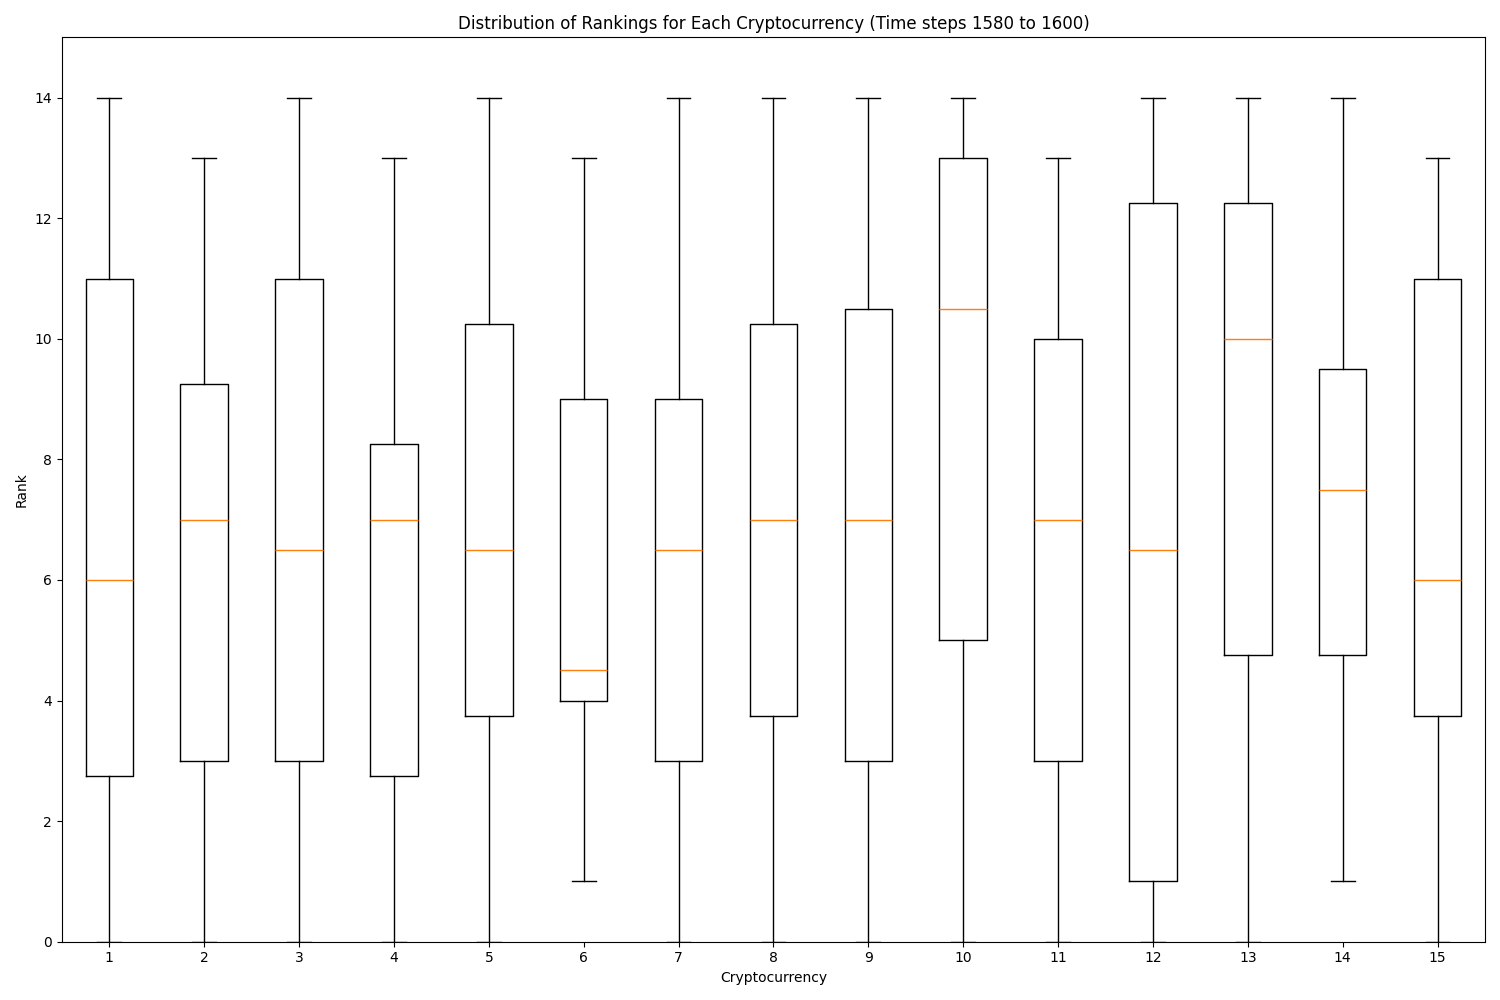 Distribution of Rankings for Each Cryptocurrency (Time steps 1580 to 1600)
14
12
10
8
6
4
2
0
Rank
1 2 3 4 5 6 7 8 9 10 11 12 13 14 15
Cryptocurrency